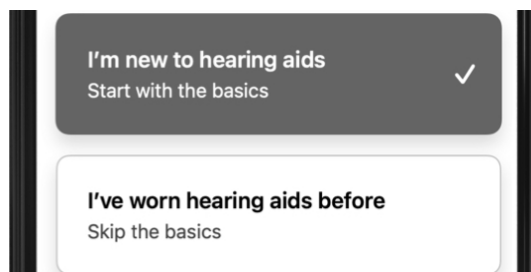 I’m new to hearing aids
Start with the basics
I’ve worn hearing aids before
Skip the basics